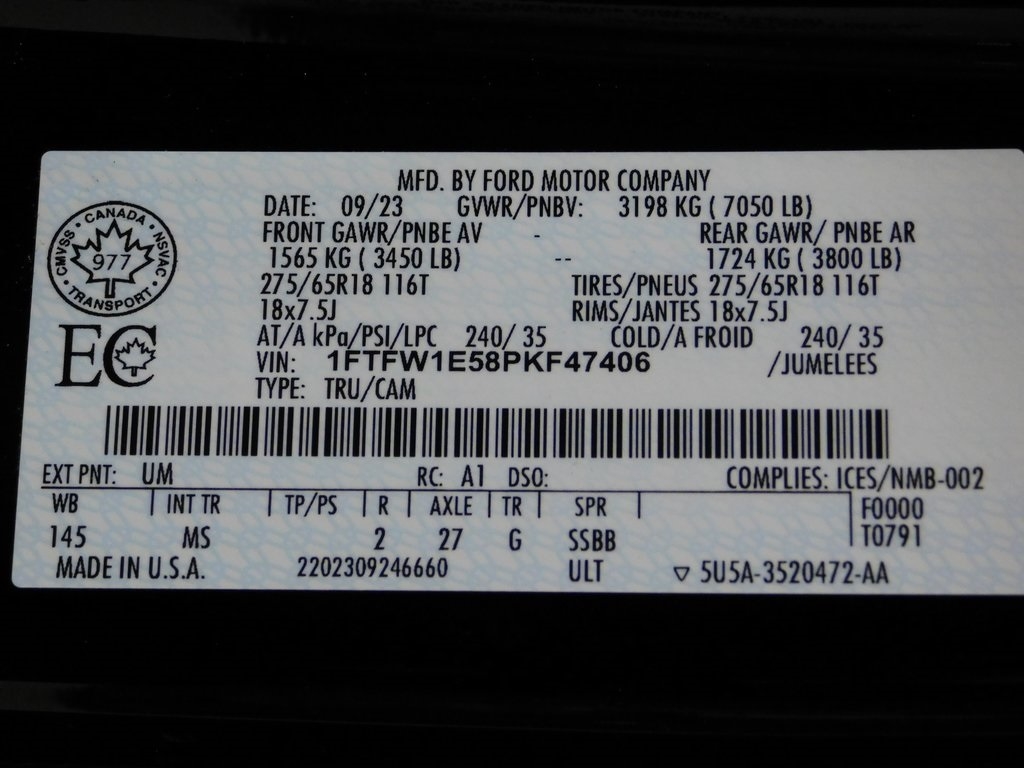 MFD. BY FORD MOTOR COMPANY
DATE: 09/23 GVWR/PNBV: 3198 KG ( 7050 LB)
FRONT GAWR/PNBE AV - REAR GAWR/ PNBE AR
1565 KG ( 3450 LB) -- 1724 KG ( 3800 LB)
275/65R18 116T TIRES/PNEUS 275/65R18 116T
18x7.5J RIMS/JANTES 18x7.5J
AT/A kPa/PSI/LPC 240/ 35 COLD/A FROID 240/ 35
VIN: 1FTFW1E58PKF47406 /JUMELEES
TYPE: TRU/CAM
CANADA
CMVSS 977 NSVAC
TRANSPORT
EC
EXT PNT: UM RC: A1 DSO: COMPLIES: ICES/NMB-002
WB INT TR TP/PS R AXLE TR SPR F0000
145 MS 2 27 G SSBB T0791
MADE IN U.S.A. 2202309246660 ULT ▽ 5U5A-3520472-AA